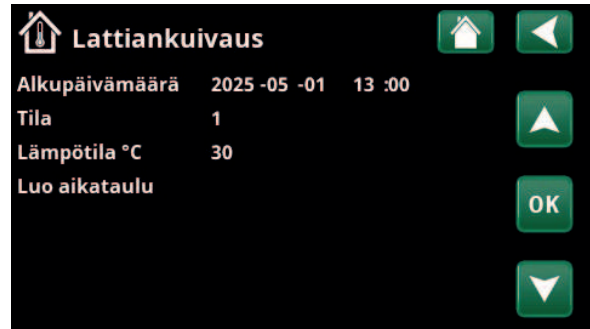 Lattiankuivaus
Alkupäivämäärä 2025 -05 -01 13 :00
Tila 1
Lämpötila °C 30
Luo aikataulu
OK